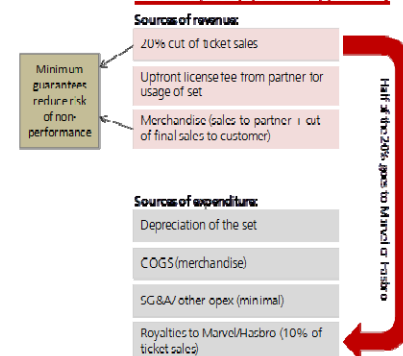 Sources of revenue:
20% cut of ticket sales
Upfront license fee from partner for
usage of set
Merchandise (sales to partner + cut
of final sales to customer)
Minimum
guarantees
reduce risk
of non-
performance
Half of the 20% goes to Marvel or Hasbro
Sources of expenditure:
Depreciation of the set
COGS (merchandise)
SG&A/ other opex (minimal)
Royalties to Marvel/Hasbro (10% of
ticket sales)